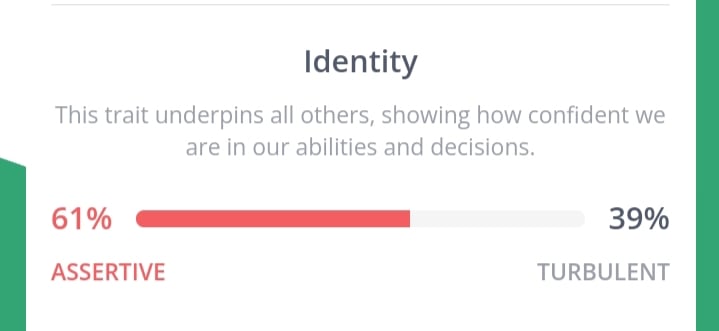 Identity
This trait underpins all others, showing how confident we
are in our abilities and decisions.
61% 39%
ASSERTIVE TURBULENT